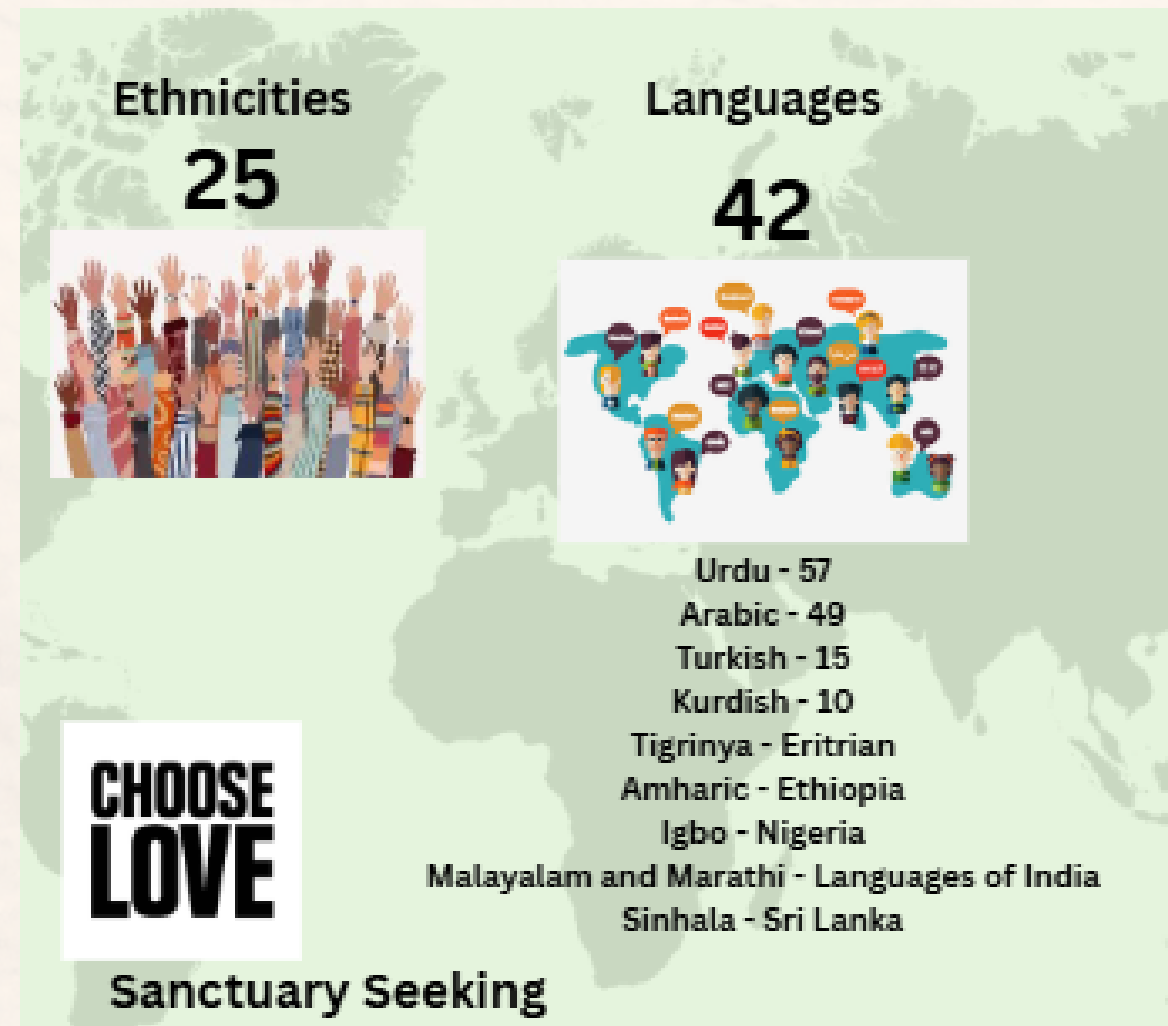 Ethnicities
25
Languages
42
Urdu - 57
Arabic - 49
Turkish - 15
Kurdish - 10
Tigrinya - Eritrian
Amharic - Ethiopia
Igbo - Nigeria
Malayalam and Marathi - Languages of India
Sinhala - Sri Lanka
CHOOSE
LOVE
Sanctuary Seeking